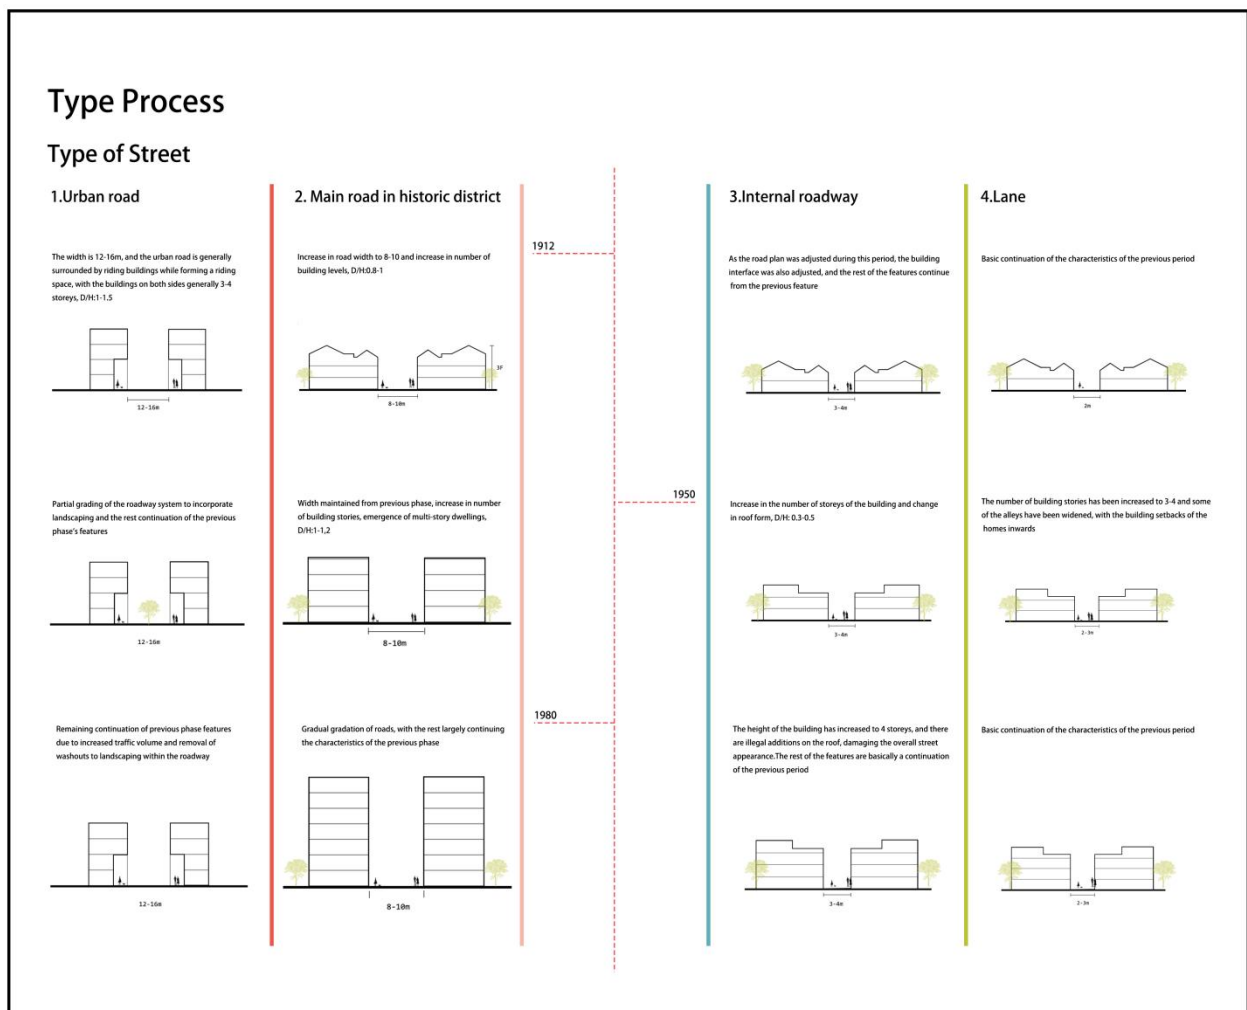 Type Process
Type of Street
1.Urban road
The width is 12-16m, and the urban road is generally
surrounded by riding buildings while forming a riding
space, with the buildings on both sides generally 3-4
storeys, D/H:1-1.5
12-16m
Partial grading of the roadway system to incorporate
landscaping and the rest continuation of the previous
phase's features
12-16m
Remaining continuation of previous phase features
due to increased traffic volume and removal of
washouts to landscaping within the roadway
12-16m
2. Main road in historic district
Increase in road width to 8-10 and increase in number of
building levels, D/H:0.8-1
3F
8-10m
Width maintained from previous phase, increase in number
of building stories, emergence of multi-story dwellings,
D/H:1-1,2
8-10m
Gradual gradation of roads, with the rest largely continuing
the characteristics of the previous phase
8-10m
1912
1950
1980
3.Internal roadway
As the road plan was adjusted during this period, the building
interface was also adjusted, and the rest of the features continue
from the previous feature
3-4m
Increase in the number of storeys of the building and change
in roof form, D/H: 0.3-0.5
3-4m
The height of the building has increased to 4 storeys, and there
are illegal additions on the roof, damaging the overall street
appearance.The rest of the features are basically a continuation
of the previous period
3-4m
4.Lane
Basic continuation of the characteristics of the previous period
2m
The number of building stories has been increased to 3-4 and some
of the alleys have been widened, with the building setbacks of the
homes inwards
2-3m
Basic continuation of the characteristics of the previous period
2-3m